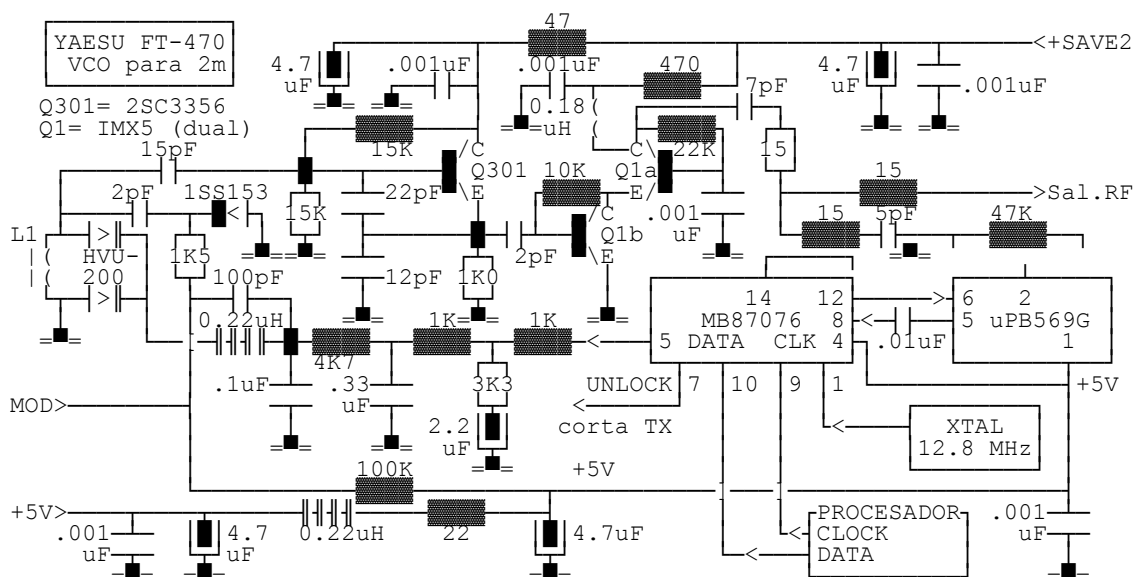 47
YAESU FT-470
VCO para 2m
<+SAVE2
4.7
uF
.001uF
.001uF
470
4.7
uF
.001uF
7pF
0.18
uH
Q301= 2SC3356
Q1= IMX5 (dual)
15pF
15K
C
Q301
E
C
Q1a
E
22K
15
2pF
1SS153
15K
22pF
10K
15
>Sal.RF
C
Q1b
E
.001
uF
15
5pF
47K
L1
HVU-
200
1K5
100pF
12pF
1K0
2pF
14
12
6
2
MB87076
8
5
uPB569G
.01uF
5
DATA
CLK
4
1
0.22uH
4K7
1K
1K
.1uF
.33
uF
3K3
UNLOCK
7
10
9
1
+5V
MOD>
2.2
uF
corta TX
XTAL
12.8 MHz
100K
+5V
+5V>
.001
uF
4.7
uF
0.22uH
22
4.7uF
PROCESADOR
CLOCK
DATA
.001
uF